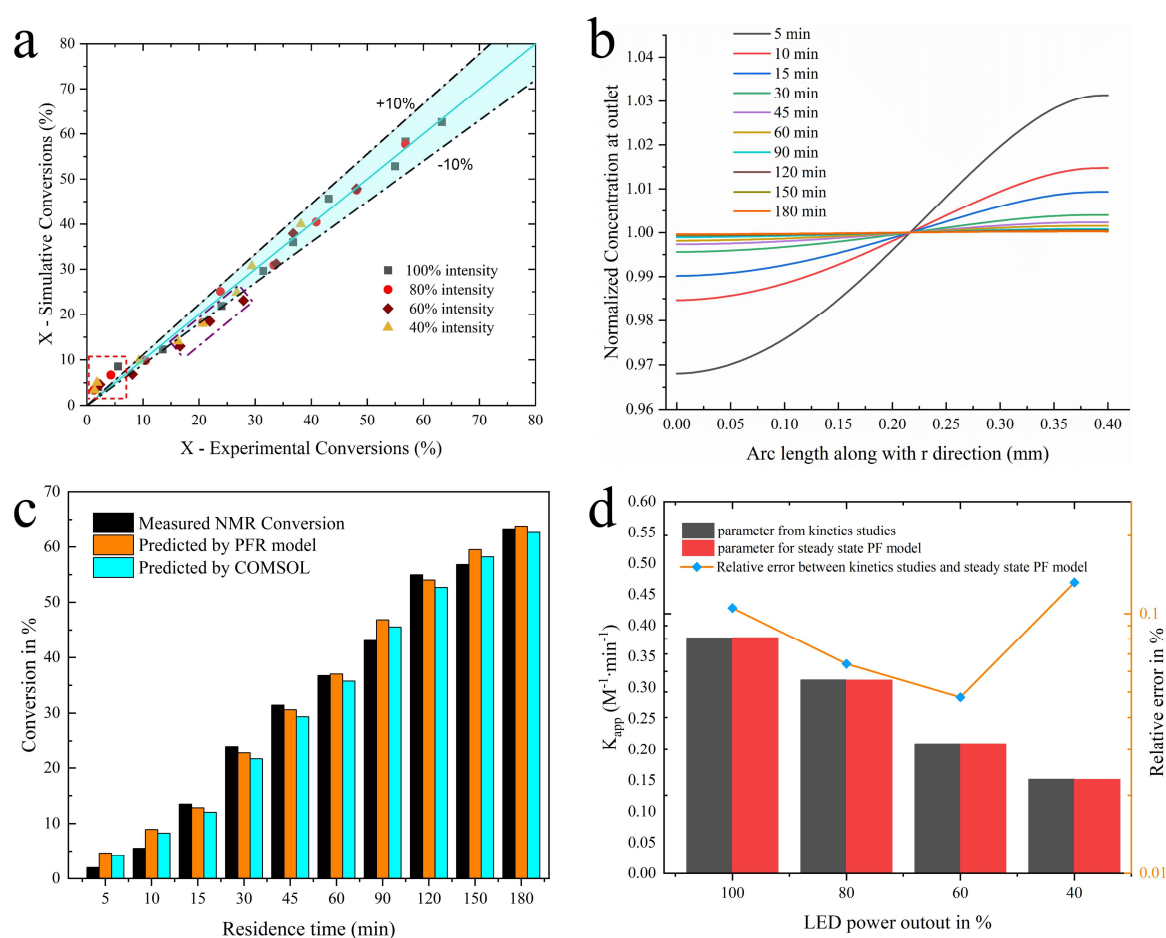 a
80
70
60
50
40
30
20
10
0
0 10 20 30 40 50 60 70 80
X - Simulative Conversions (%)
X - Experimental Conversions (%)
+10%
-10%
100% intensity
80% intensity
60% intensity
40% intensity
b
1.04
1.03
1.02
1.01
1.00
0.99
0.98
0.97
0.96
0.00 0.05 0.10 0.15 0.20 0.25 0.30 0.35 0.40
Normalized Concentration at outlet
Arc length along with r direction (mm)
5 min
10 min
15 min
30 min
45 min
60 min
90 min
120 min
150 min
180 min
c
70
60
50
40
30
20
10
0
5 10 15 30 45 60 90 120 150 180
Conversion in %
Residence time (min)
Measured NMR Conversion
Predicted by PFR model
Predicted by COMSOL
d
0.60
0.55
0.50
0.45
0.40
0.35
0.30
0.25
0.20
0.15
0.10
0.05
0.00
100 80 60 40
0.1
0.01
Kapp (M-1·min-1)
Relative error in %
LED power outout in %
parameter from kinetics studies
parameter for steady state PF model
Relative error between kinetics studies and steady state PF model